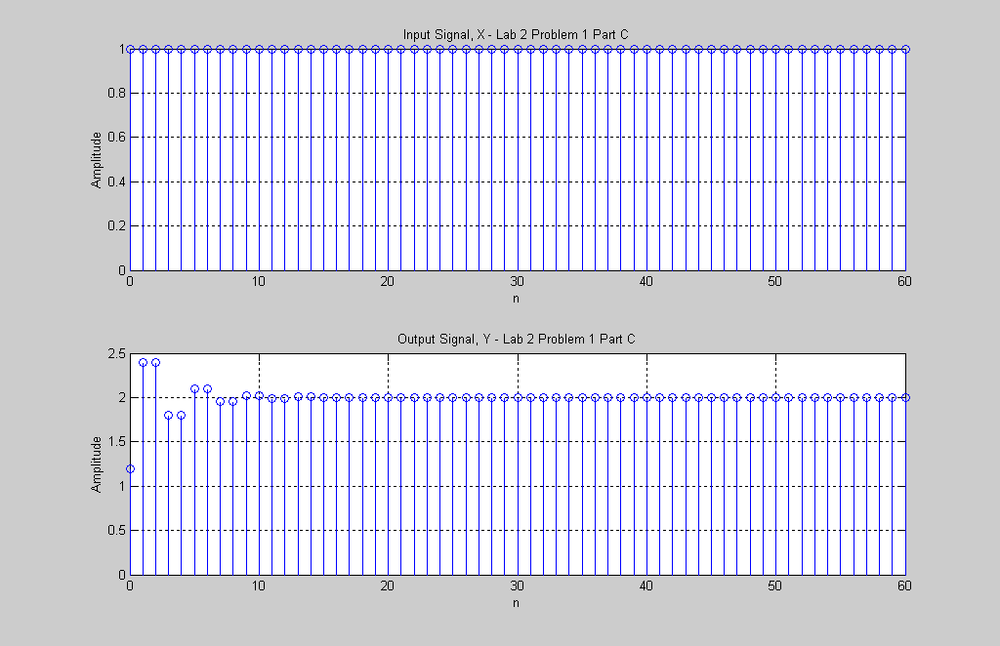 Input Signal, X - Lab 2 Problem 1 Part C
1
0.8
0.6
0.4
0.2
0
Amplitude
0 10 20 30 40 50 60
n
Output Signal, Y - Lab 2 Problem 1 Part C
2.5
2
1.5
1
0.5
0
Amplitude
0 10 20 30 40 50 60
n